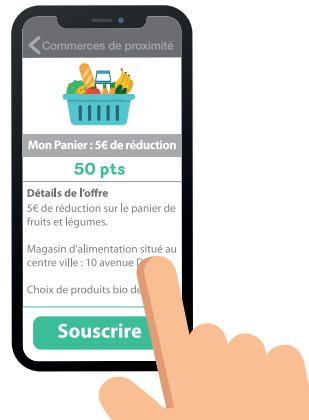 Commerces de proximité
Mon Panier : 5€ de réduction
50 pts
Détails de l'offre
5€ de réduction sur le panier de
fruits et légumes.
Magasin d'alimentation situé au
centre ville : 10 avenue
Choix de produits bio de
Souscrire